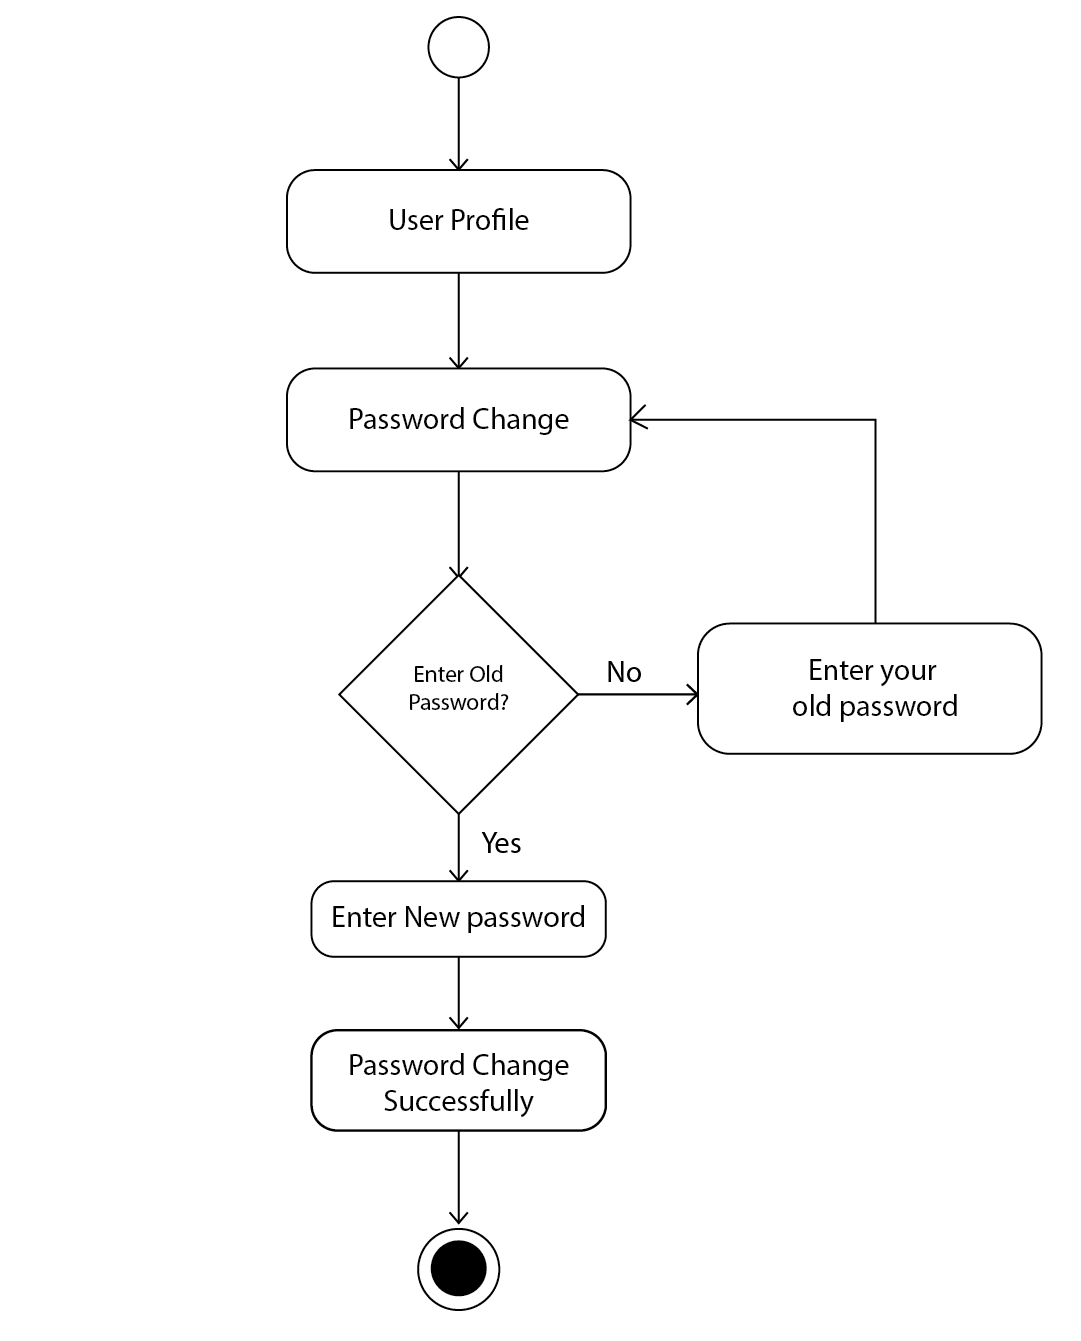 User Profile
Password Change
Enter Old
Password?
No
Enter your
old password
Yes
Enter New password
Password Change
Successfully